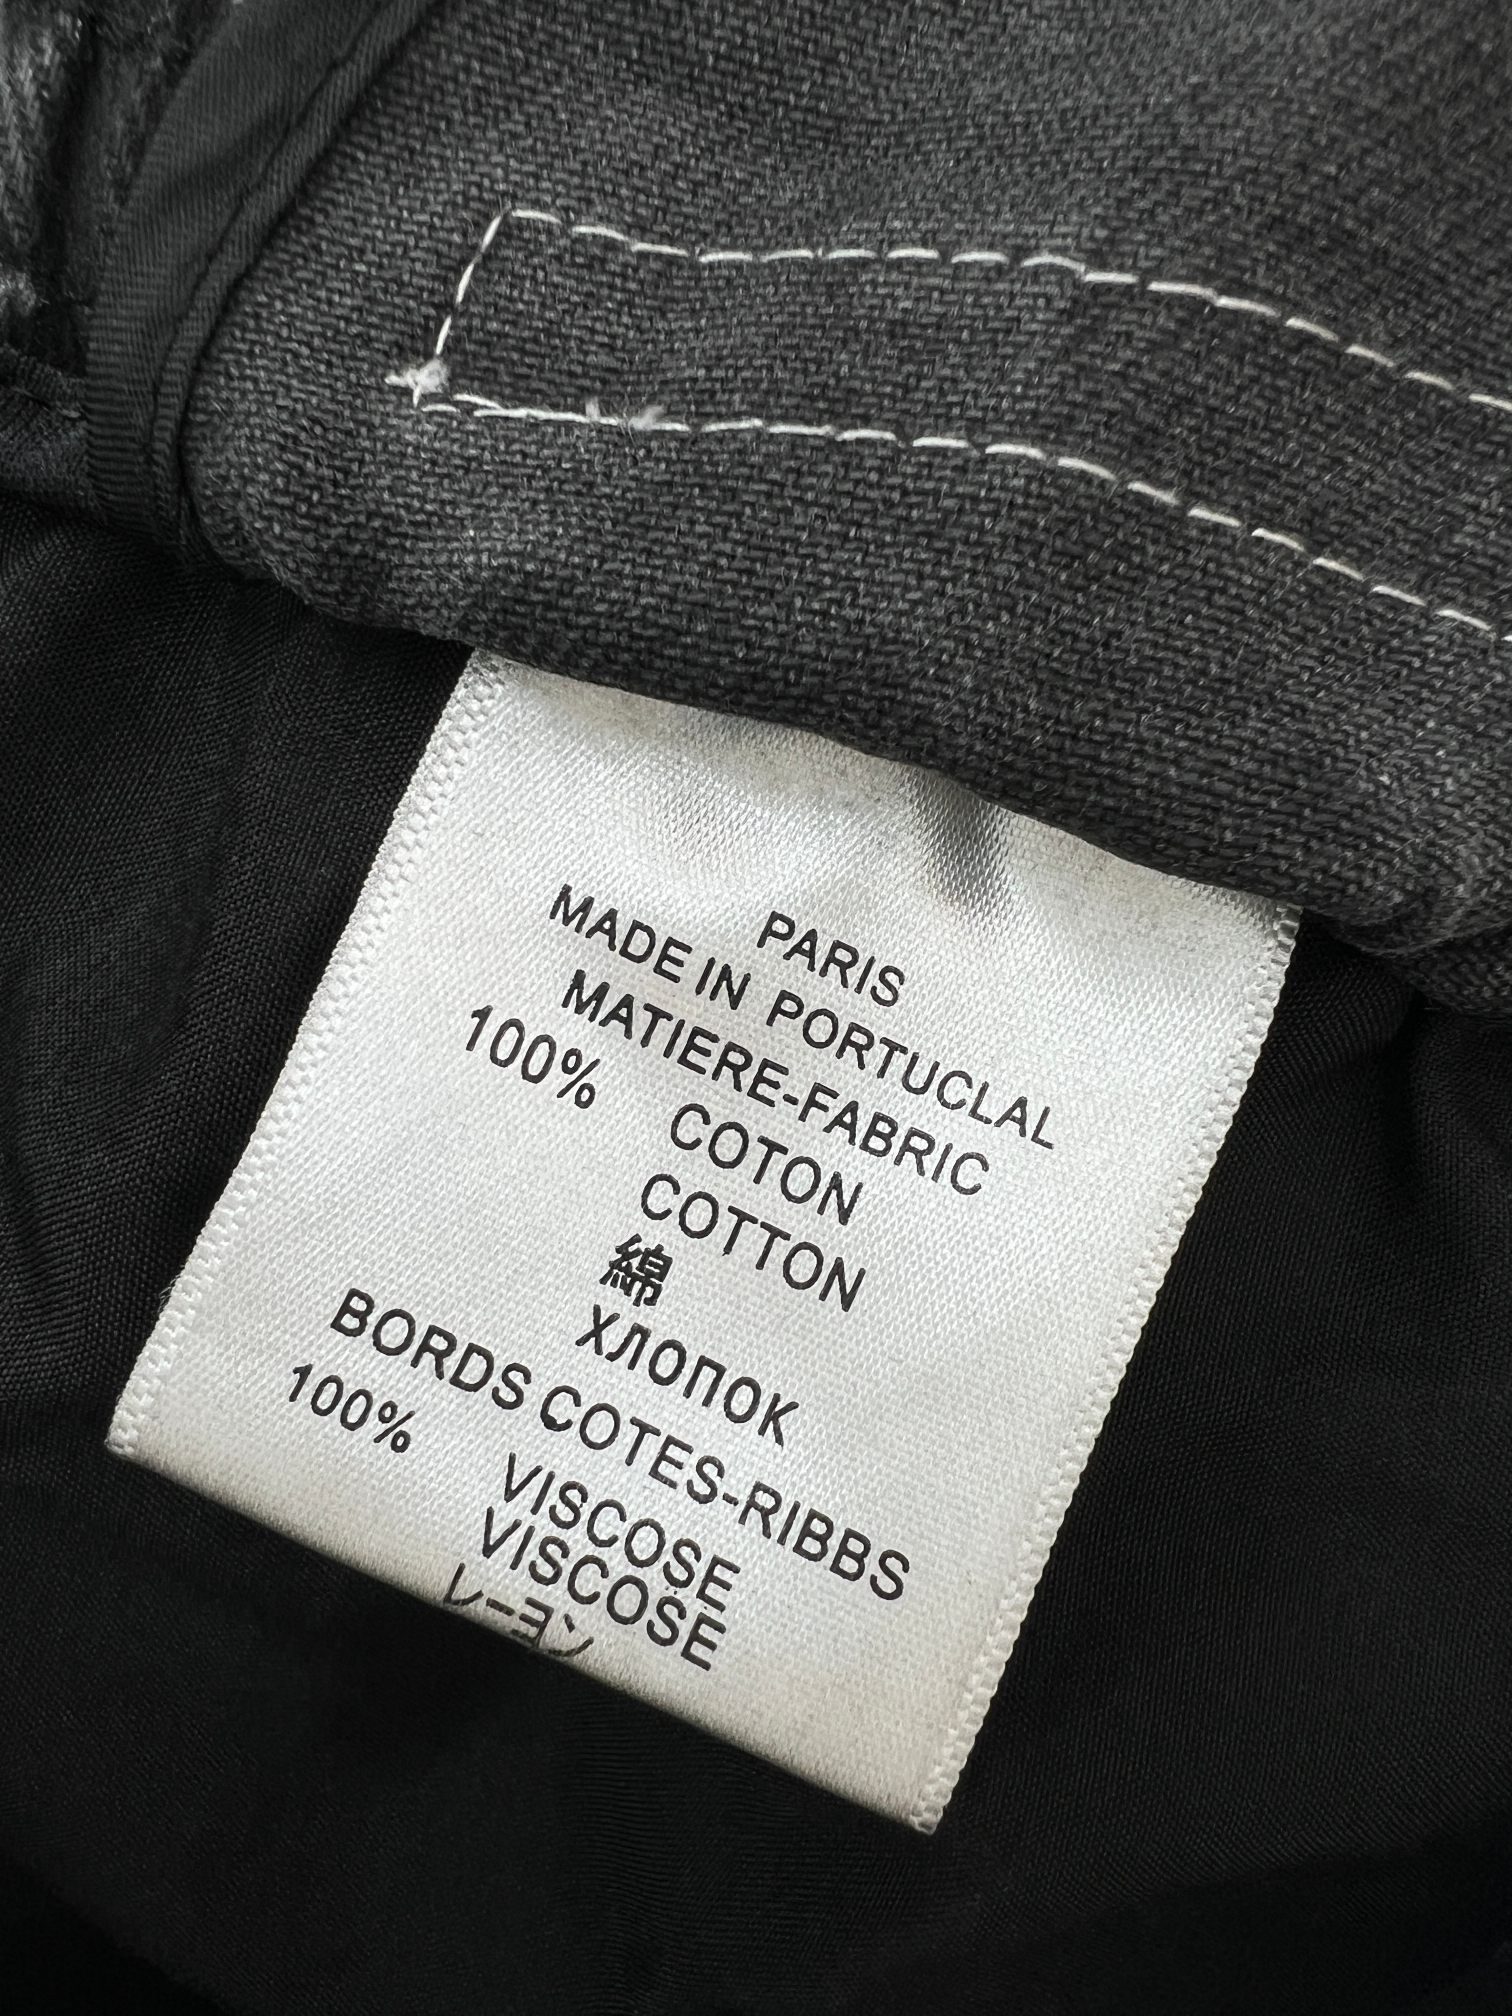 PARIS
MADE IN PORTUCLAL
MATIERE-FABRIC
100% COTON
COTTON
綿
ХЛОПОК
BORDS COTES-RIBBS
100% VISCOSE
VISCOSE
レーヨン